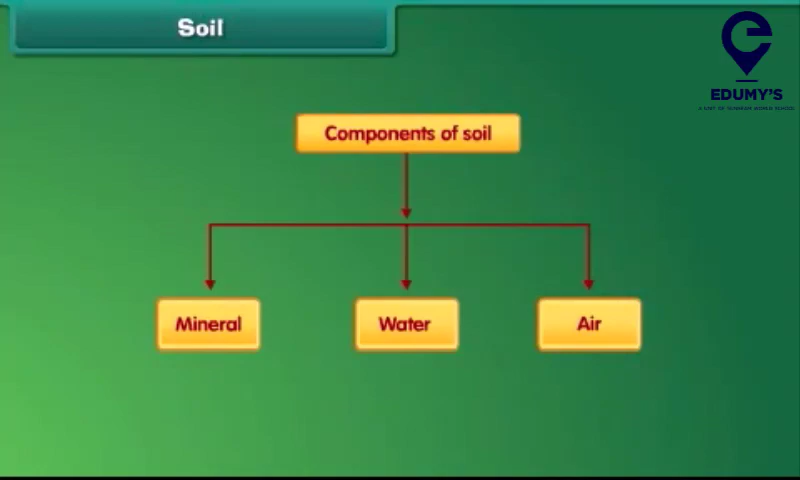 Soil
EDUMY'S
Components of soil
Mineral
Water
Air